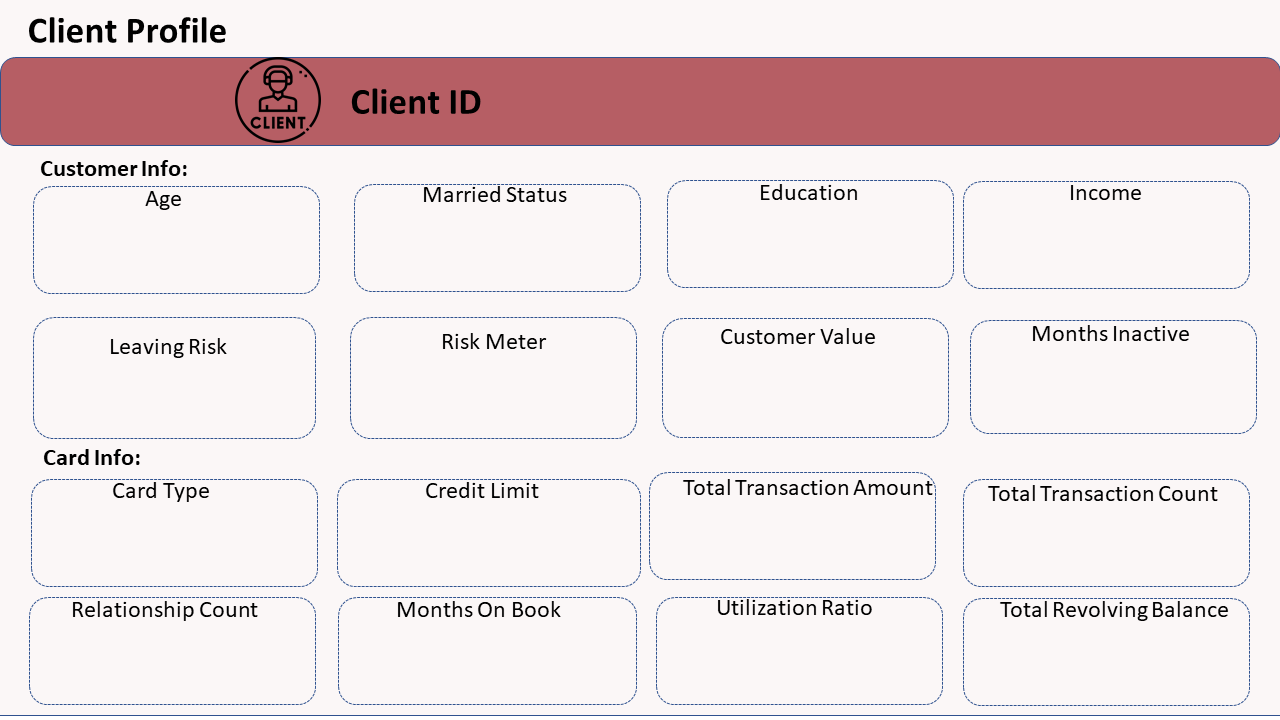 Client Profile
CLIENT
Client ID
Customer Info:
Age
Married Status
Education
Income
Leaving Risk
Risk Meter
Customer Value
Months Inactive
Card Info:
Card Type
Credit Limit
Total Transaction Amount
Total Transaction Count
Relationship Count
Months On Book
Utilization Ratio
Total Revolving Balance